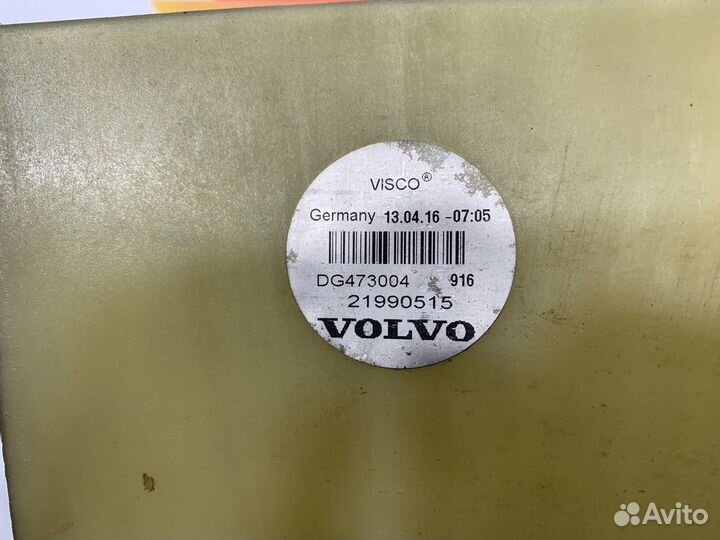 VISCO®
Germany 13.04.16 -07:05
DG473004 916
21990515
VOLVO
Avito